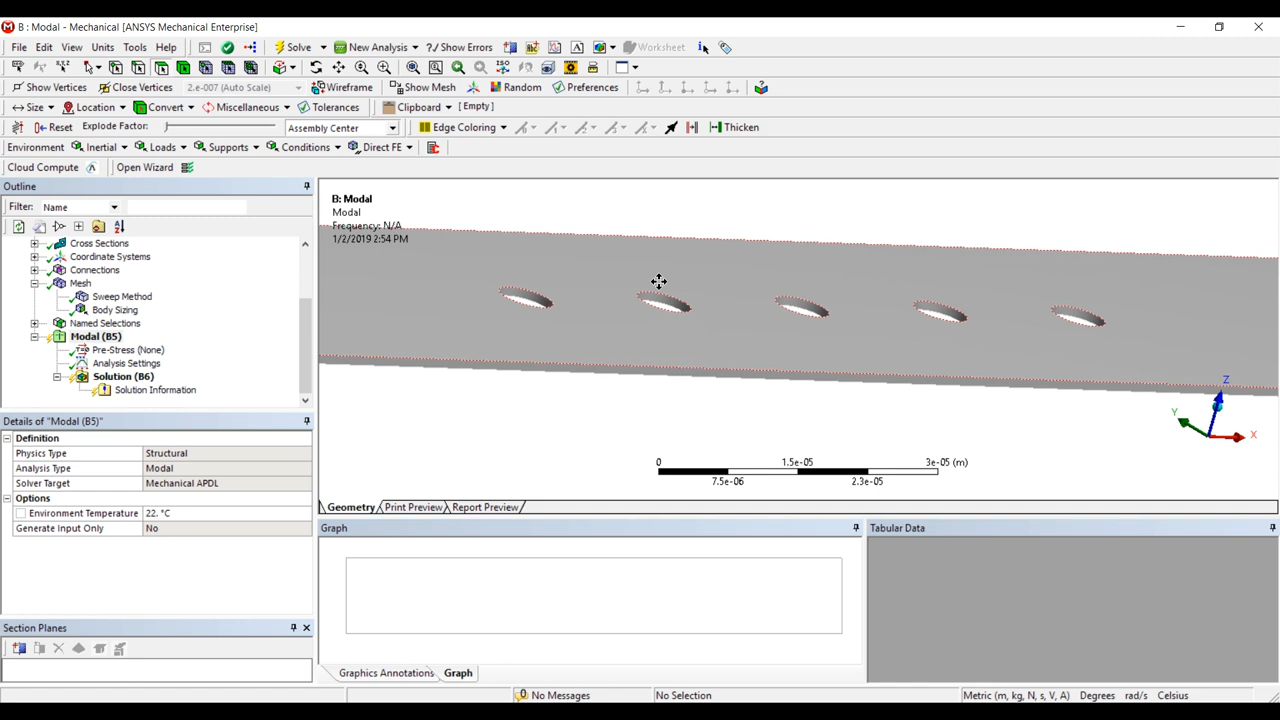 B : Modal - Mechanical [ANSYS Mechanical Enterprise]
File Edit View Units Tools Help Solve New Analysis Show Errors Worksheet
Show Vertices Close Vertices 2.e-007 (Auto Scale) Wireframe Show Mesh Random Preferences
Size Location Convert Miscellaneous Tolerances Clipboard [ Empty ]
Reset Explode Factor: Assembly Center Edge Coloring Thicken
Environment Inertial Loads Supports Conditions Direct FE
Cloud Compute Open Wizard
Outline
Filter: Name
Cross Sections
Coordinate Systems
Connections
Mesh
Sweep Method
Body Sizing
Named Selections
Modal (B5)
Pre-Stress (None)
Analysis Settings
Solution (B6)
Solution Information
Details of "Modal (B5)"
Definition
Physics Type Structural
Analysis Type Modal
Solver Target Mechanical APDL
Options
Environment Temperature 22. °C
Generate Input Only No
Section Planes
B: Modal
Modal
Frequency: N/A
1/2/2019 2:54 PM
Z
Y
X
0 1.5e-05 3e-05 (m)
7.5e-06 2.3e-05
Geometry Print Preview Report Preview
Graph
Tabular Data
Graphics Annotations Graph
No Messages No Selection Metric (m, kg, N, s, V, A) Degrees rad/s Celsius